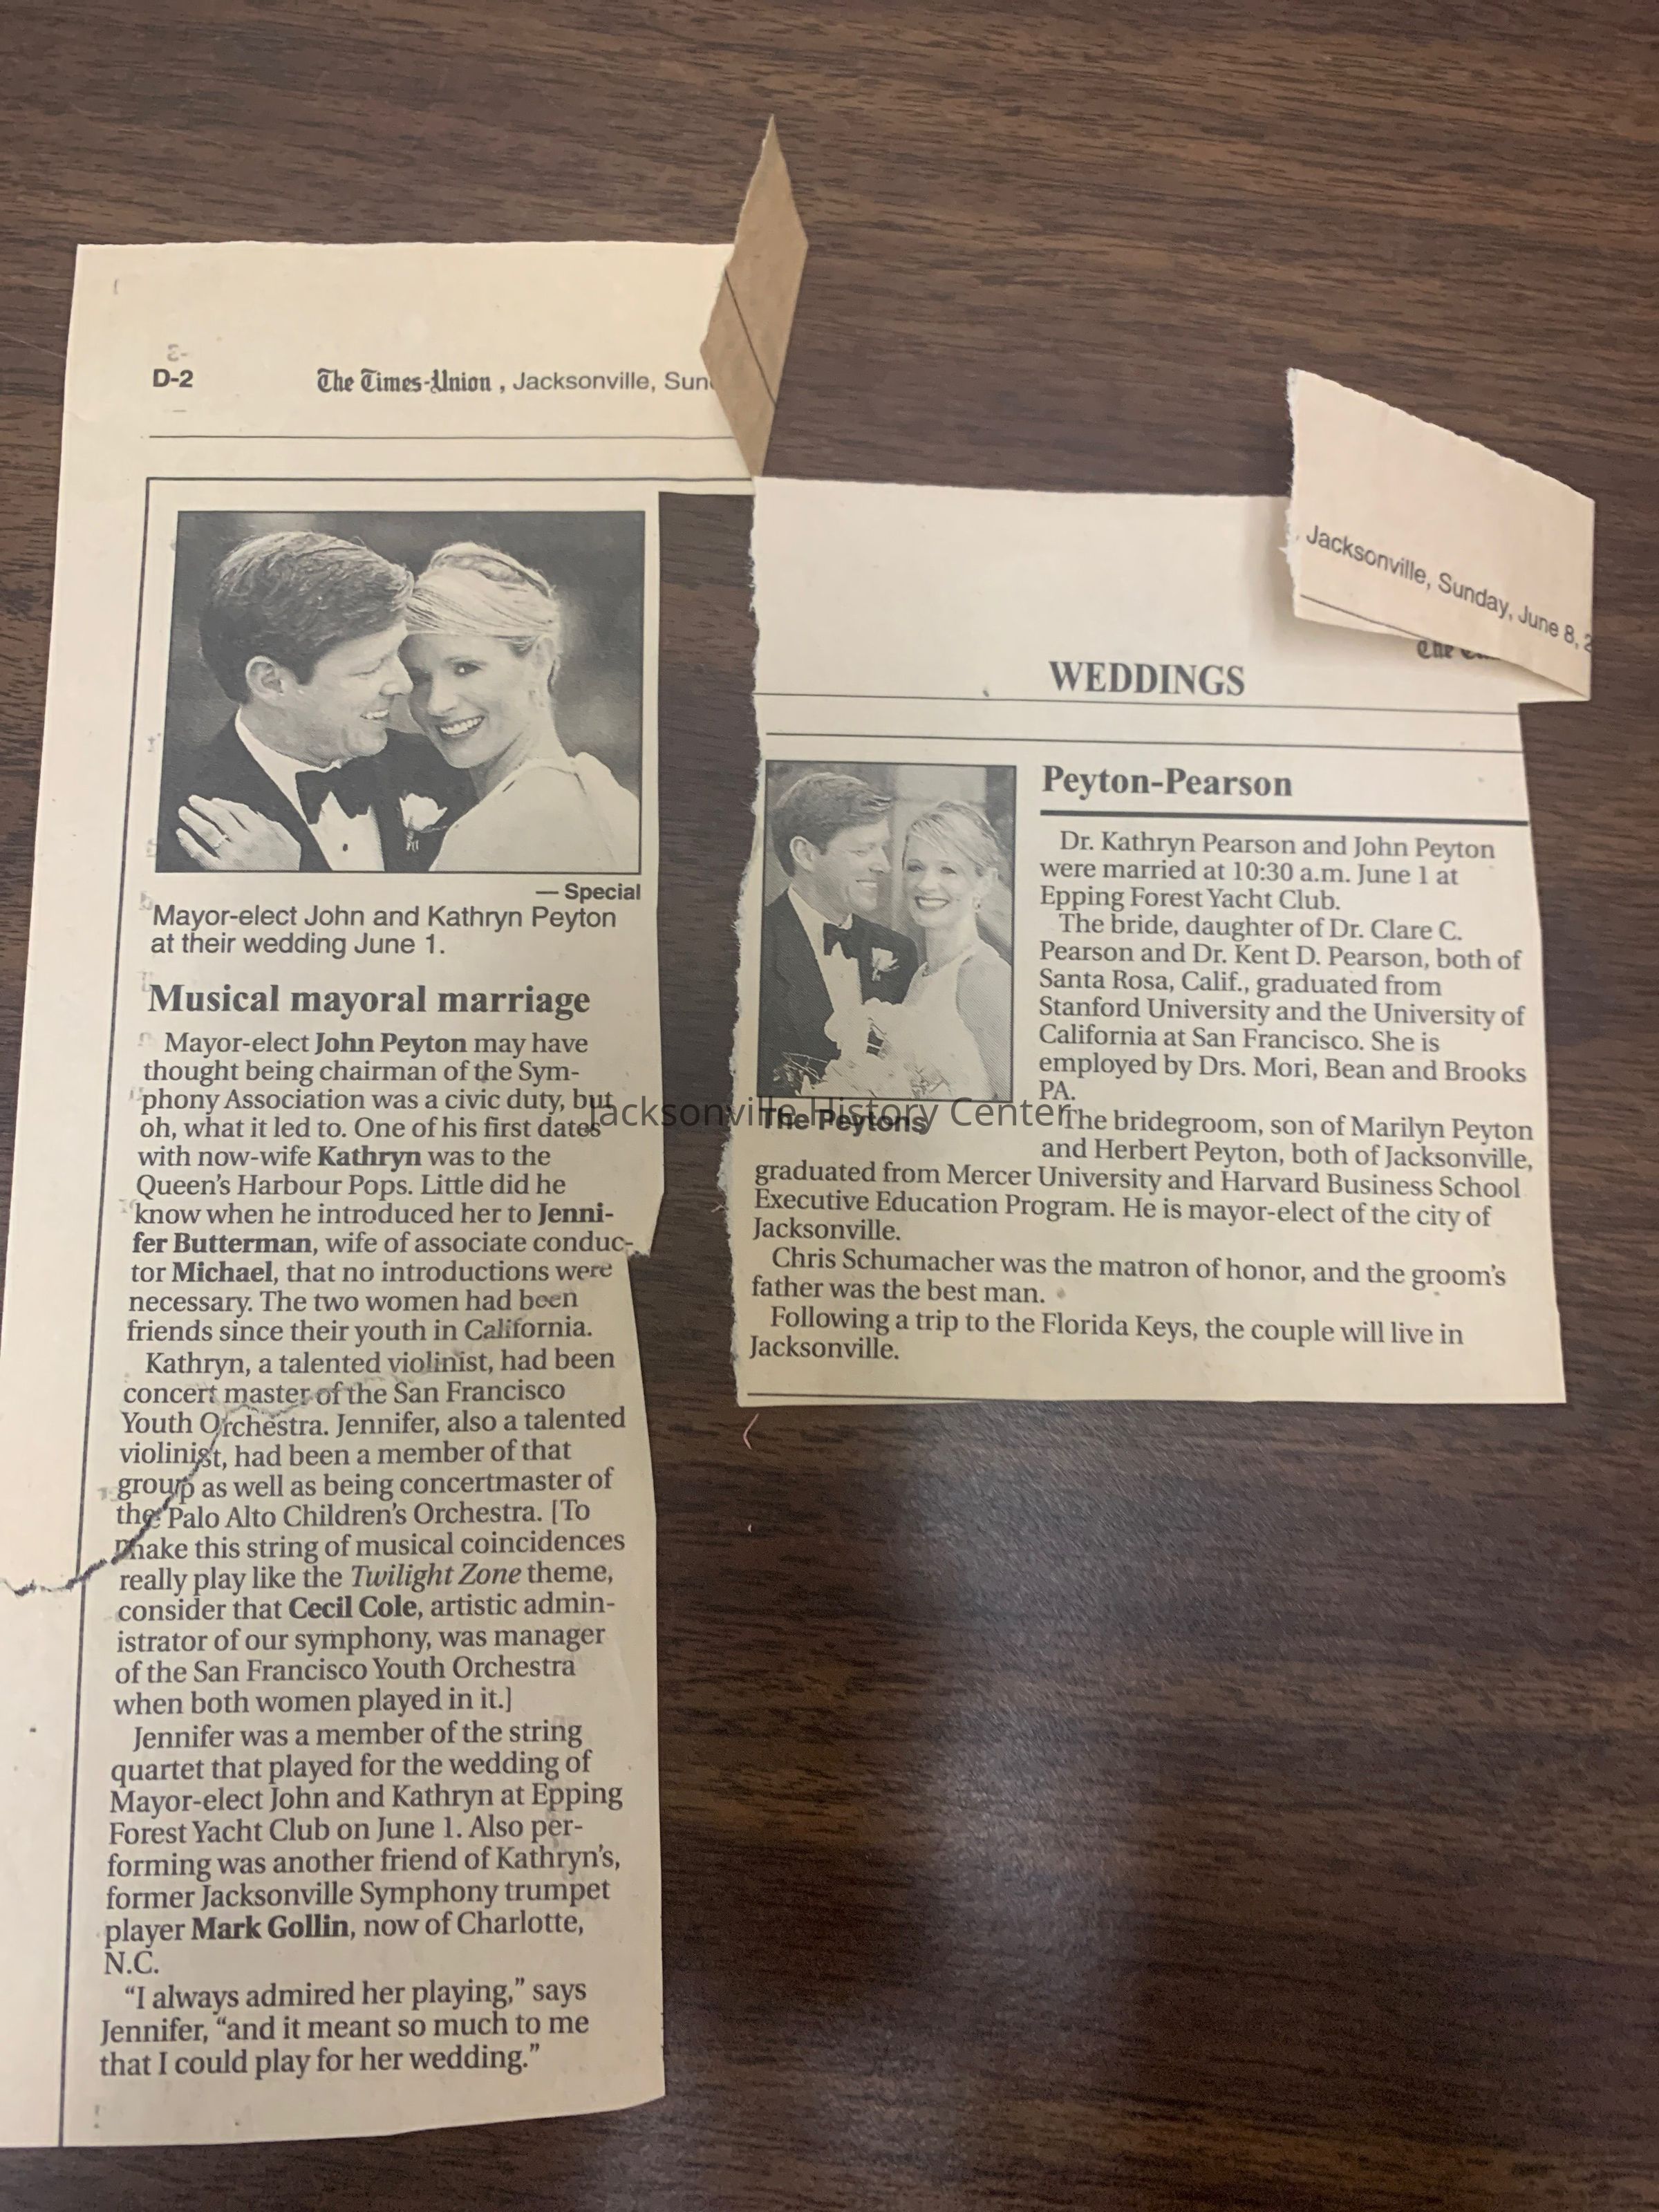 D-2
The Times-Union , Jacksonville, Sun
— Special
Mayor-elect John and Kathryn Peyton
at their wedding June 1.
Musical mayoral marriage
Mayor-elect John Peyton may have
thought being chairman of the Sym-
phony Association was a civic duty, but
oh, what it led to. One of his first dates
with now-wife Kathryn was to the
Queen's Harbour Pops. Little did he
know when he introduced her to Jenni-
fer Butterman, wife of associate conduc-
tor Michael, that no introductions were
necessary. The two women had been
friends since their youth in California.
Kathryn, a talented violinist, had been
concert master of the San Francisco
Youth Orchestra. Jennifer, also a talented
violinist, had been a member of that
group as well as being concertmaster of
the Palo Alto Children's Orchestra. [To
make this string of musical coincidences
really play like the Twilight Zone theme,
consider that Cecil Cole, artistic admin-
istrator of our symphony, was manager
of the San Francisco Youth Orchestra
when both women played in it.]
Jennifer was a member of the string
quartet that played for the wedding of
Mayor-elect John and Kathryn at Epping
Forest Yacht Club on June 1. Also per-
forming was another friend of Kathryn's,
former Jacksonville Symphony trumpet
player Mark Gollin, now of Charlotte,
N.C.
"I always admired her playing," says
Jennifer, "and it meant so much to me
that I could play for her wedding."
Jacksonville, Sunday, June 8, 2
The
WEDDINGS
Peyton-Pearson
Dr. Kathryn Pearson and John Peyton
were married at 10:30 a.m. June 1 at
Epping Forest Yacht Club.
The bride, daughter of Dr. Clare C.
Pearson and Dr. Kent D. Pearson, both of
Santa Rosa, Calif., graduated from
Stanford University and the University of
California at San Francisco. She is
employed by Drs. Mori, Bean and Brooks
PA.
The Peytons
The bridegroom, son of Marilyn Peyton
and Herbert Peyton, both of Jacksonville,
graduated from Mercer University and Harvard Business School
Executive Education Program. He is mayor-elect of the city of
Jacksonville.
Chris Schumacher was the matron of honor, and the groom's
father was the best man.
Following a trip to the Florida Keys, the couple will live in
Jacksonville.
Jacksonville History Center